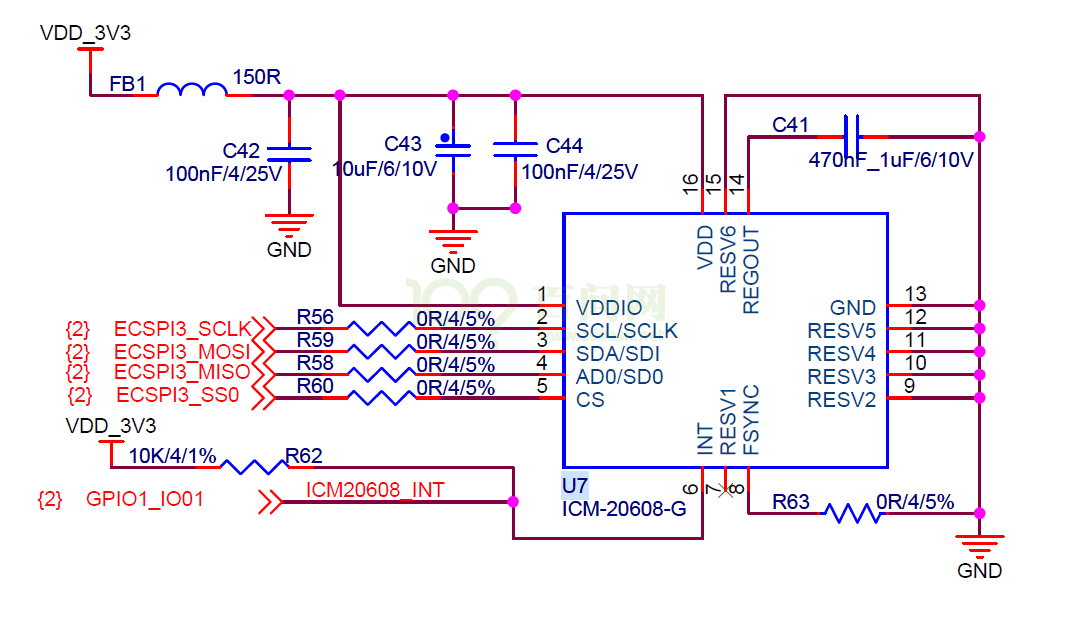 VDD_3V3
FB1
150R
C42
100nF/4/25V
GND
C43
10uF/6/10V
C44
100nF/4/25V
GND
C41
470nF_1uF/6/10V
16
15
14
VDD
RESV6
REGOUT
百问网
1
VDDIO
{2} ECSPI3_SCLK R56 0R/4/5% 2 SCL/SCLK
{2} ECSPI3_MOSI R59 0R/4/5% 3 SDA/SDI
{2} ECSPI3_MISO R58 0R/4/5% 4 AD0/SD0
{2} ECSPI3_SS0 R60 0R/4/5% 5 CS
GND 13
RESV5 12
RESV4 11
RESV3 10
RESV2 9
INT
RESV1
FSYNC
6
7
8
VDD_3V3
10K/4/1% R62
{2} GPIO1_IO01 ICM20608_INT
U7
ICM-20608-G
R63 0R/4/5%
GND